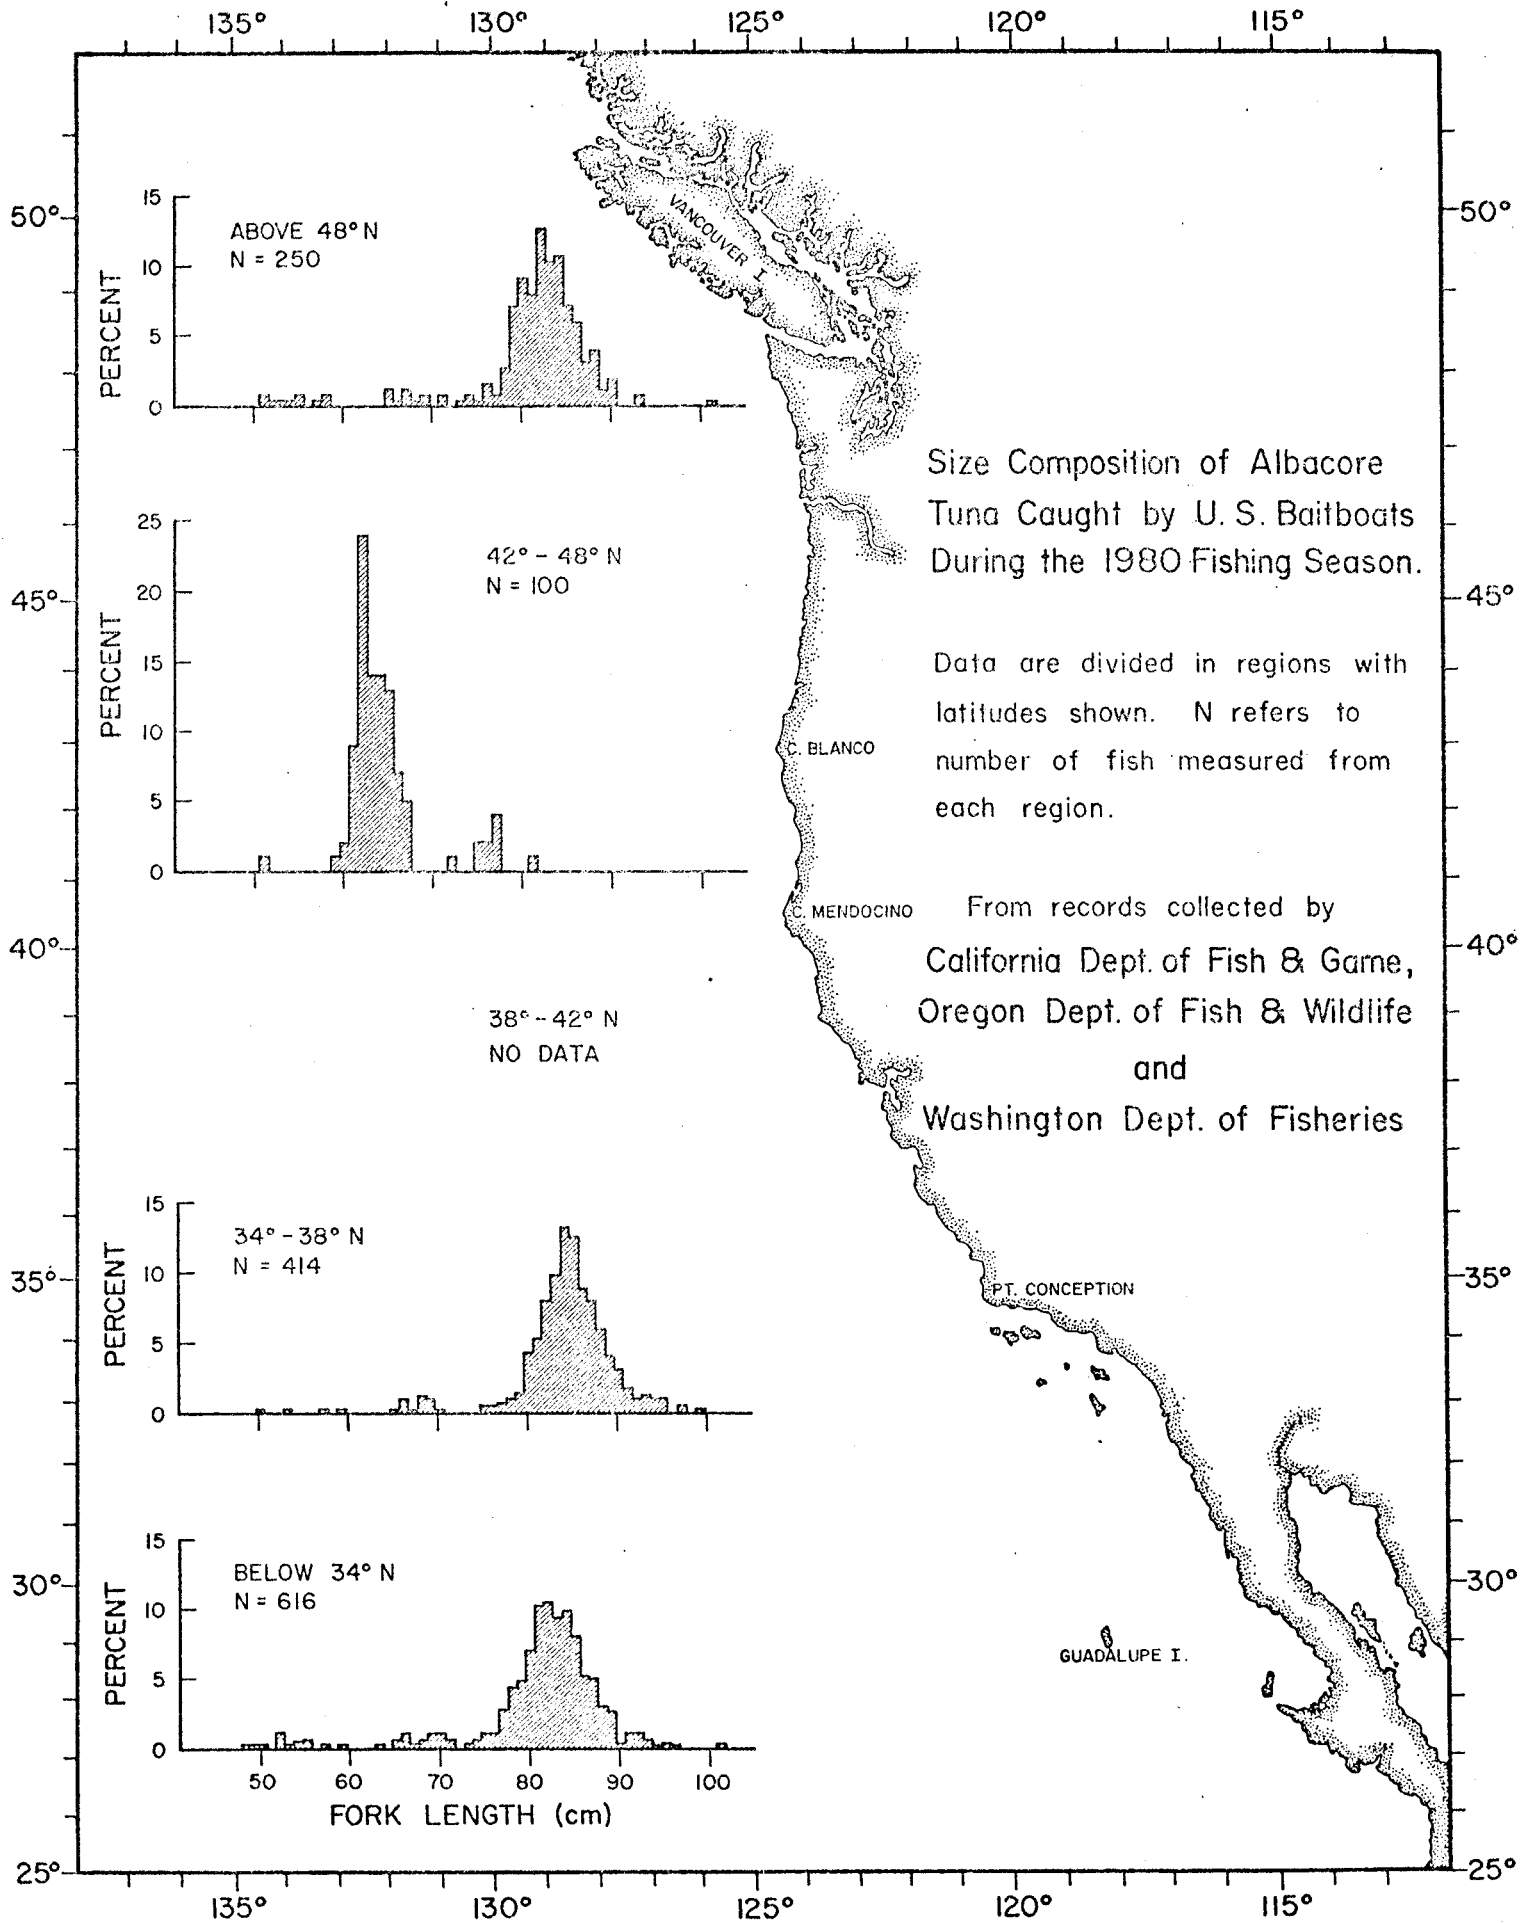 135° 130° 125° 120° 115°
50°
45°
40°
35°
30°
25°
PERCENT
15
10
5
0
ABOVE 48° N
N = 250
PERCENT
25
20
15
10
5
0
42° - 48° N
N = 100
38° - 42° N
NO DATA
PERCENT
15
10
5
0
34° - 38° N
N = 414
PERCENT
15
10
5
0
BELOW 34° N
N = 616
50 60 70 80 90 100
FORK LENGTH (cm)
VANCOUVER I
C. BLANCO
C. MENDOCINO
PT. CONCEPTION
GUADALUPE I.
Size Composition of Albacore
Tuna Caught by U. S. Baitboats
During the 1980 Fishing Season.
Data are divided in regions with
latitudes shown. N refers to
number of fish measured from
each region.
From records collected by
California Dept. of Fish & Game,
Oregon Dept. of Fish & Wildlife
and
Washington Dept. of Fisheries
50°
45°
40°
35°
30°
25°
135° 130° 125° 120° 115°